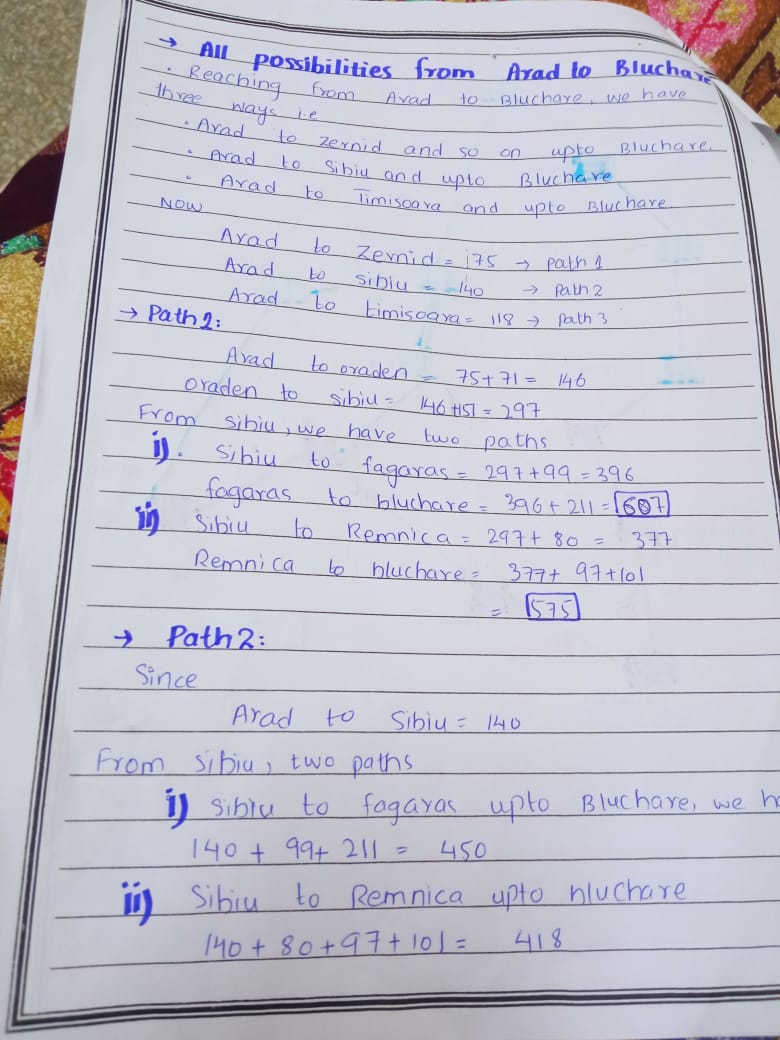 → All possibilities from Arad to Bluchare
• Reaching from Arad to Bluchare, we have
three ways i.e
• Arad to Zernid and so on upto Bluchare.
• Arad to Sibiu and upto Bluchare
• Arad to Timisoara and upto Bluchare
Now
Arad to Zernid = 75 → path 1
Arad to sibiu = 140 → Path 2
Arad to timisoara = 118 → Path 3
→ Path 1:
Arad to oraden = 75+71 = 146
oraden to sibiu = 146+151 = 297
From sibiu, we have two paths
i). Sibiu to fagaras = 297+99 = 396
fagaras to bluchare = 396+211 = 607
ii) Sibiu to Remnica = 297+ 80 = 377
Remnica to bluchare = 377+ 97+101
= 575
→ Path 2:
Since
Arad to Sibiu = 140
From sibiu, two paths
i) sibiu to fagaras upto Bluchare, we ha
140 + 99+ 211 = 450
ii) Sibiu to Remnica upto bluchare
140 + 80 + 97 + 101 = 418